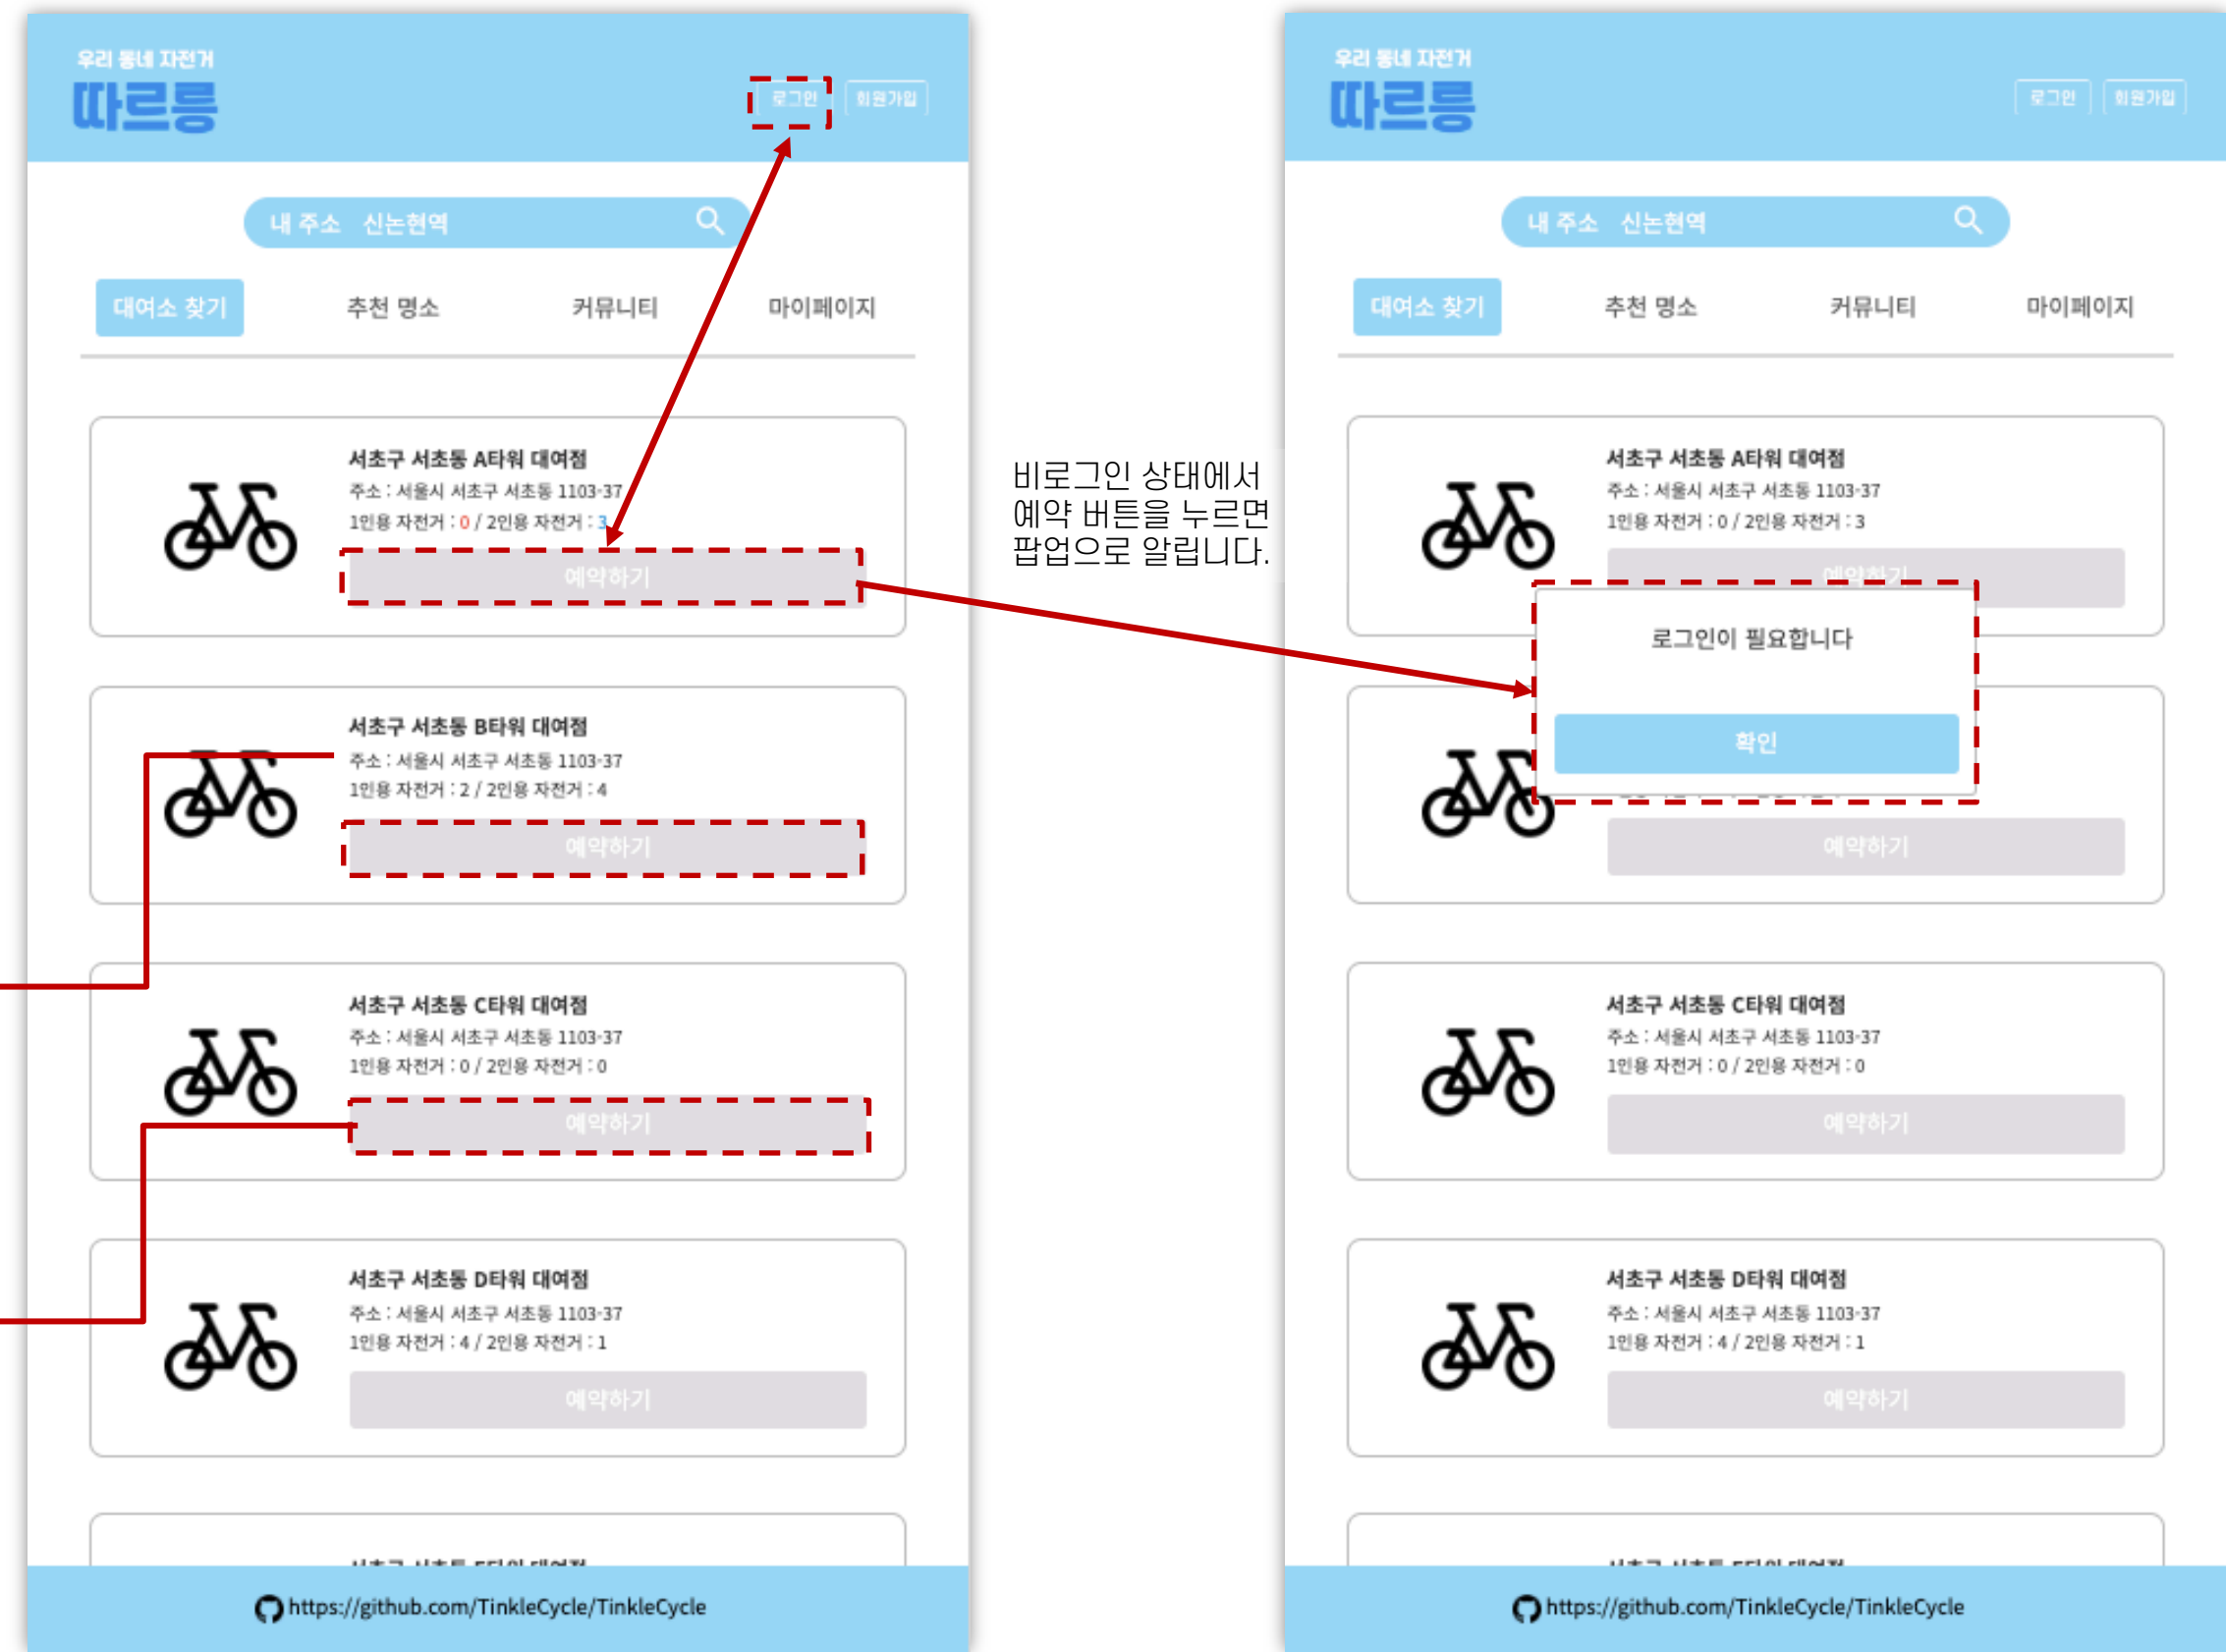 우리 동네 자전거
따르릉
로그인 회원가입
내 주소 신논현역
대여소 찾기 추천 명소 커뮤니티 마이페이지
서초구 서초동 A타워 대여점
주소 : 서울시 서초구 서초동 1103-37
1인용 자전거 : 0 / 2인용 자전거 : 3
예약하기
서초구 서초동 B타워 대여점
주소 : 서울시 서초구 서초동 1103-37
1인용 자전거 : 2 / 2인용 자전거 : 4
예약하기
서초구 서초동 C타워 대여점
주소 : 서울시 서초구 서초동 1103-37
1인용 자전거 : 0 / 2인용 자전거 : 0
예약하기
서초구 서초동 D타워 대여점
주소 : 서울시 서초구 서초동 1103-37
1인용 자전거 : 4 / 2인용 자전거 : 1
예약하기
https://github.com/TinkleCycle/TinkleCycle
비로그인 상태에서
예약 버튼을 누르면
팝업으로 알립니다.
우리 동네 자전거
따르릉
로그인 회원가입
내 주소 신논현역
대여소 찾기 추천 명소 커뮤니티 마이페이지
서초구 서초동 A타워 대여점
주소 : 서울시 서초구 서초동 1103-37
1인용 자전거 : 0 / 2인용 자전거 : 3
예약하기
로그인이 필요합니다
확인
예약하기
서초구 서초동 C타워 대여점
주소 : 서울시 서초구 서초동 1103-37
1인용 자전거 : 0 / 2인용 자전거 : 0
예약하기
서초구 서초동 D타워 대여점
주소 : 서울시 서초구 서초동 1103-37
1인용 자전거 : 4 / 2인용 자전거 : 1
예약하기
https://github.com/TinkleCycle/TinkleCycle